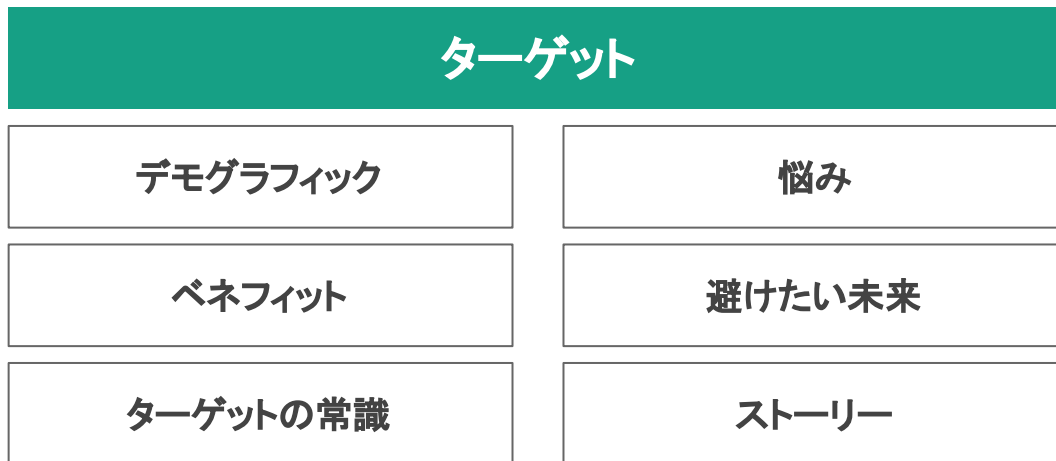 ターゲット
デモグラフィック
悩み
ベネフィット
避けたい未来
ターゲットの常識
ストーリー